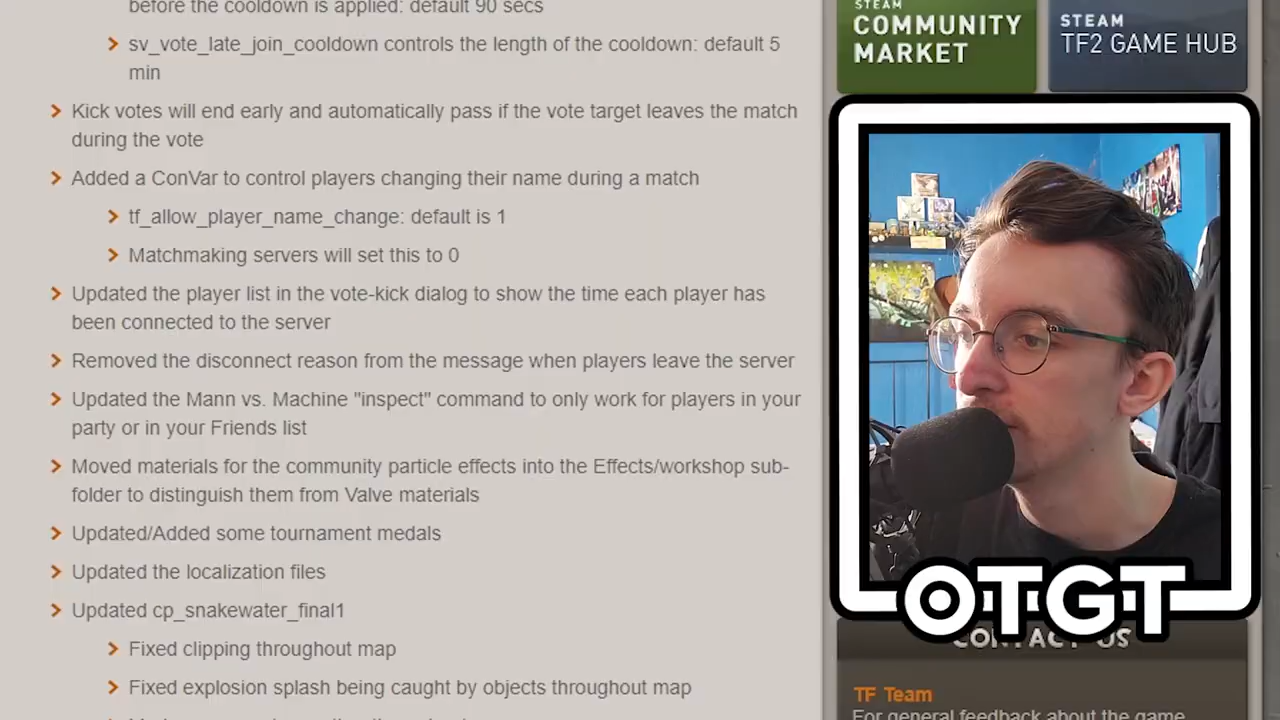 before the cooldown is applied: default 90 secs
sv_vote_late_join_cooldown controls the length of the cooldown: default 5
min
Kick votes will end early and automatically pass if the vote target leaves the match
during the vote
Added a ConVar to control players changing their name during a match
tf_allow_player_name_change: default is 1
Matchmaking servers will set this to 0
Updated the player list in the vote-kick dialog to show the time each player has
been connected to the server
Removed the disconnect reason from the message when players leave the server
Updated the Mann vs. Machine "inspect" command to only work for players in your
party or in your Friends list
Moved materials for the community particle effects into the Effects/workshop sub-
folder to distinguish them from Valve materials
Updated/Added some tournament medals
Updated the localization files
Updated cp_snakewater_final1
Fixed clipping throughout map
Fixed explosion splash being caught by objects throughout map
STEAM
COMMUNITY
MARKET
STEAM
TF2 GAME HUB
OTGT
CONTACT US
TF Team
For general feedback about the game